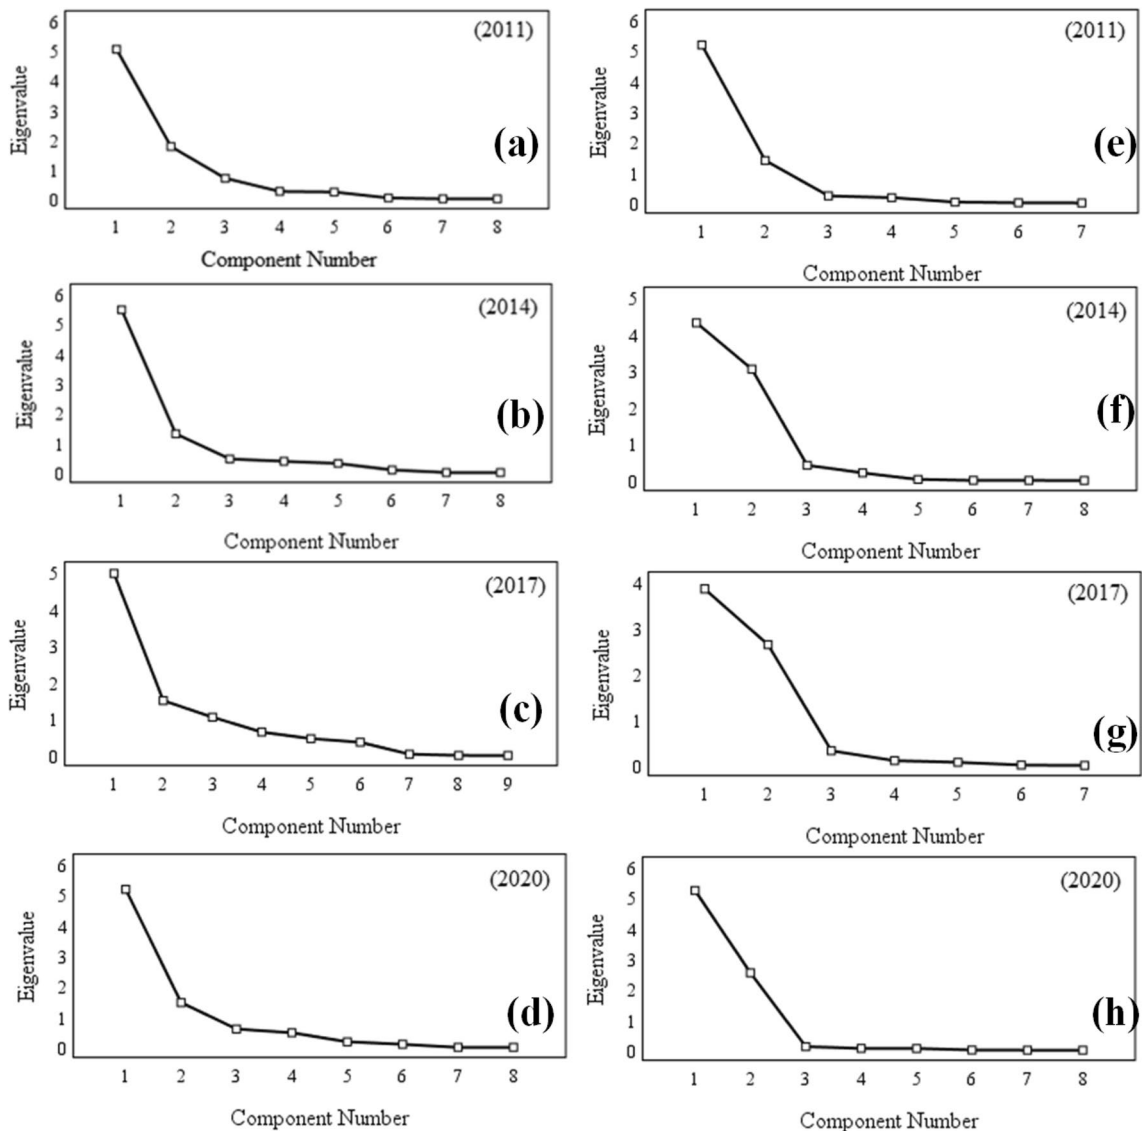 (2011)
6
5
4
3
2
1
0
Eigenvalue
(a)
1 2 3 4 5 6 7 8
Component Number
(2014)
6
5
4
3
2
1
0
Eigenvalue
(b)
1 2 3 4 5 6 7 8
Component Number
(2017)
5
4
3
2
1
0
Eigenvalue
(c)
1 2 3 4 5 6 7 8 9
Component Number
(2020)
6
5
4
3
2
1
0
Eigenvalue
(d)
1 2 3 4 5 6 7 8
Component Number
(2011)
6
5
4
3
2
1
0
Eigenvalue
(e)
1 2 3 4 5 6 7
Component Number
(2014)
5
4
3
2
1
0
Eigenvalue
(f)
1 2 3 4 5 6 7 8
Component Number
(2017)
4
3
2
1
0
Eigenvalue
(g)
1 2 3 4 5 6 7
Component Number
(2020)
6
5
4
3
2
1
0
Eigenvalue
(h)
1 2 3 4 5 6 7 8
Component Number